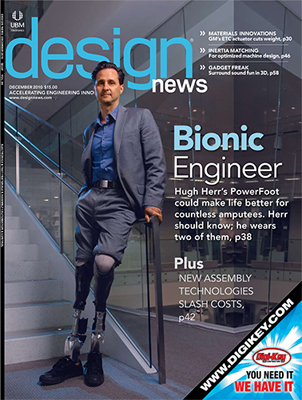 UBM
design
news
DECEMBER 2010 $15.00
ACCELERATING ENGINEERING INNO
www.designnews.com
>>> MATERIALS INNOVATIONS
GM's ETC actuator cuts weight, p30
>>> INERTIA MATCHING
For optimized machine design, p46
>>> GADGET FREAK
Surround sound fun in 3D, p58
Bionic
Engineer
Hugh Herr's PowerFoot
could make life better for
countless amputees. Herr
should know; he wears
two of them, p38
Plus
NEW ASSEMBLY
TECHNOLOGIES
SLASH COSTS,
p42
WWW.DIGIKEY.COM
Digi-Key
YOU NEED IT
WE HAVE IT